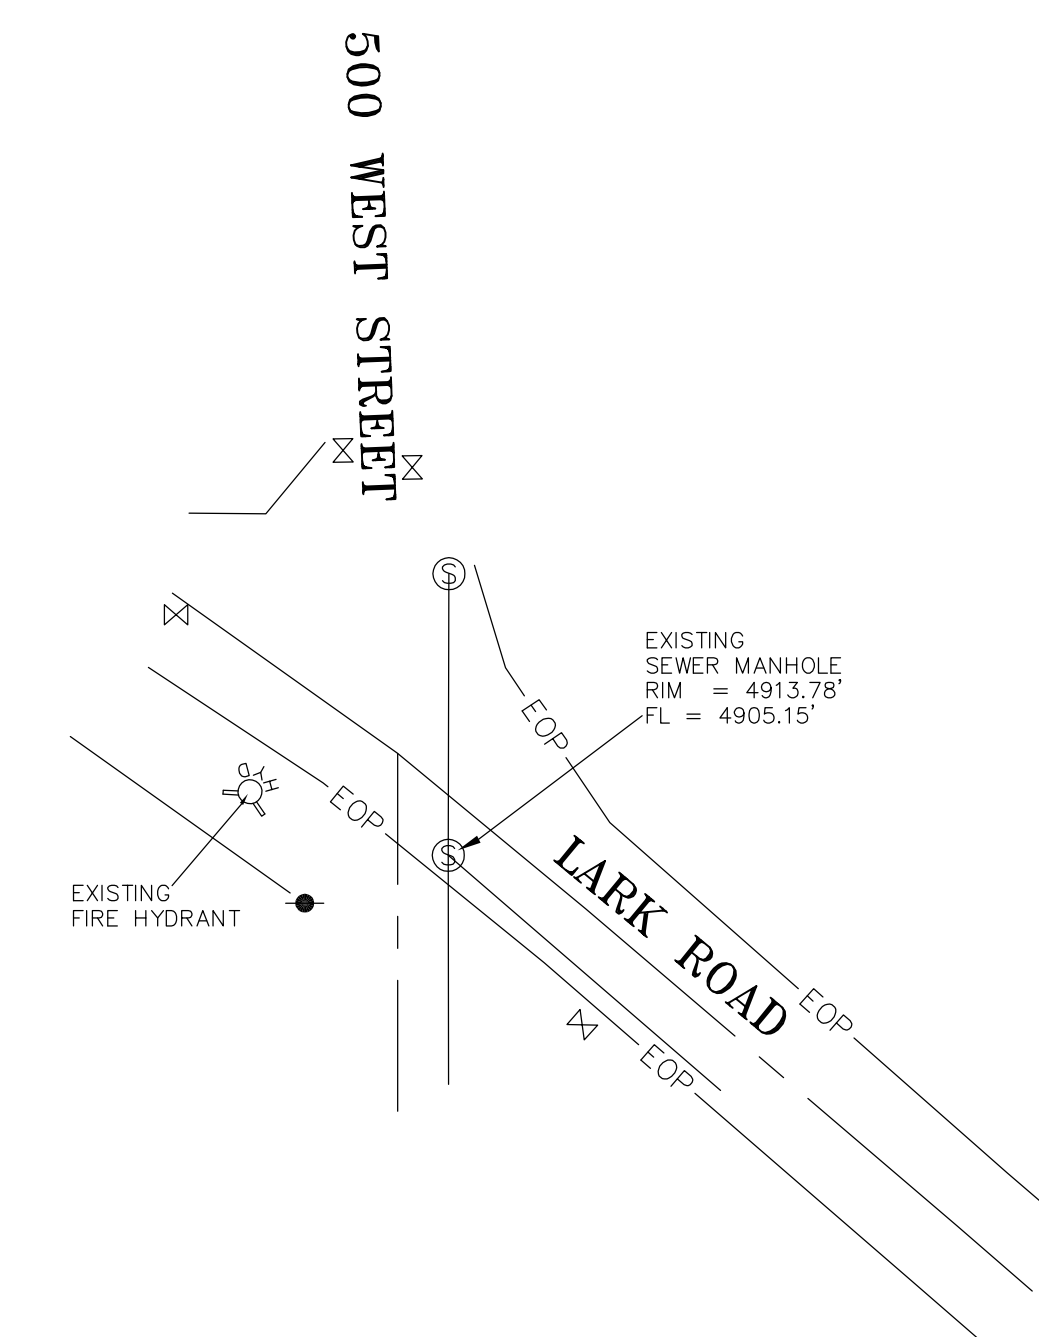 500 WEST STREET
S
EXISTING
SEWER MANHOLE
RIM = 4913.78'
FL = 4905.15'
EOP
HYD
EOP
S
LARK ROAD
EXISTING
FIRE HYDRANT
EOP
EOP